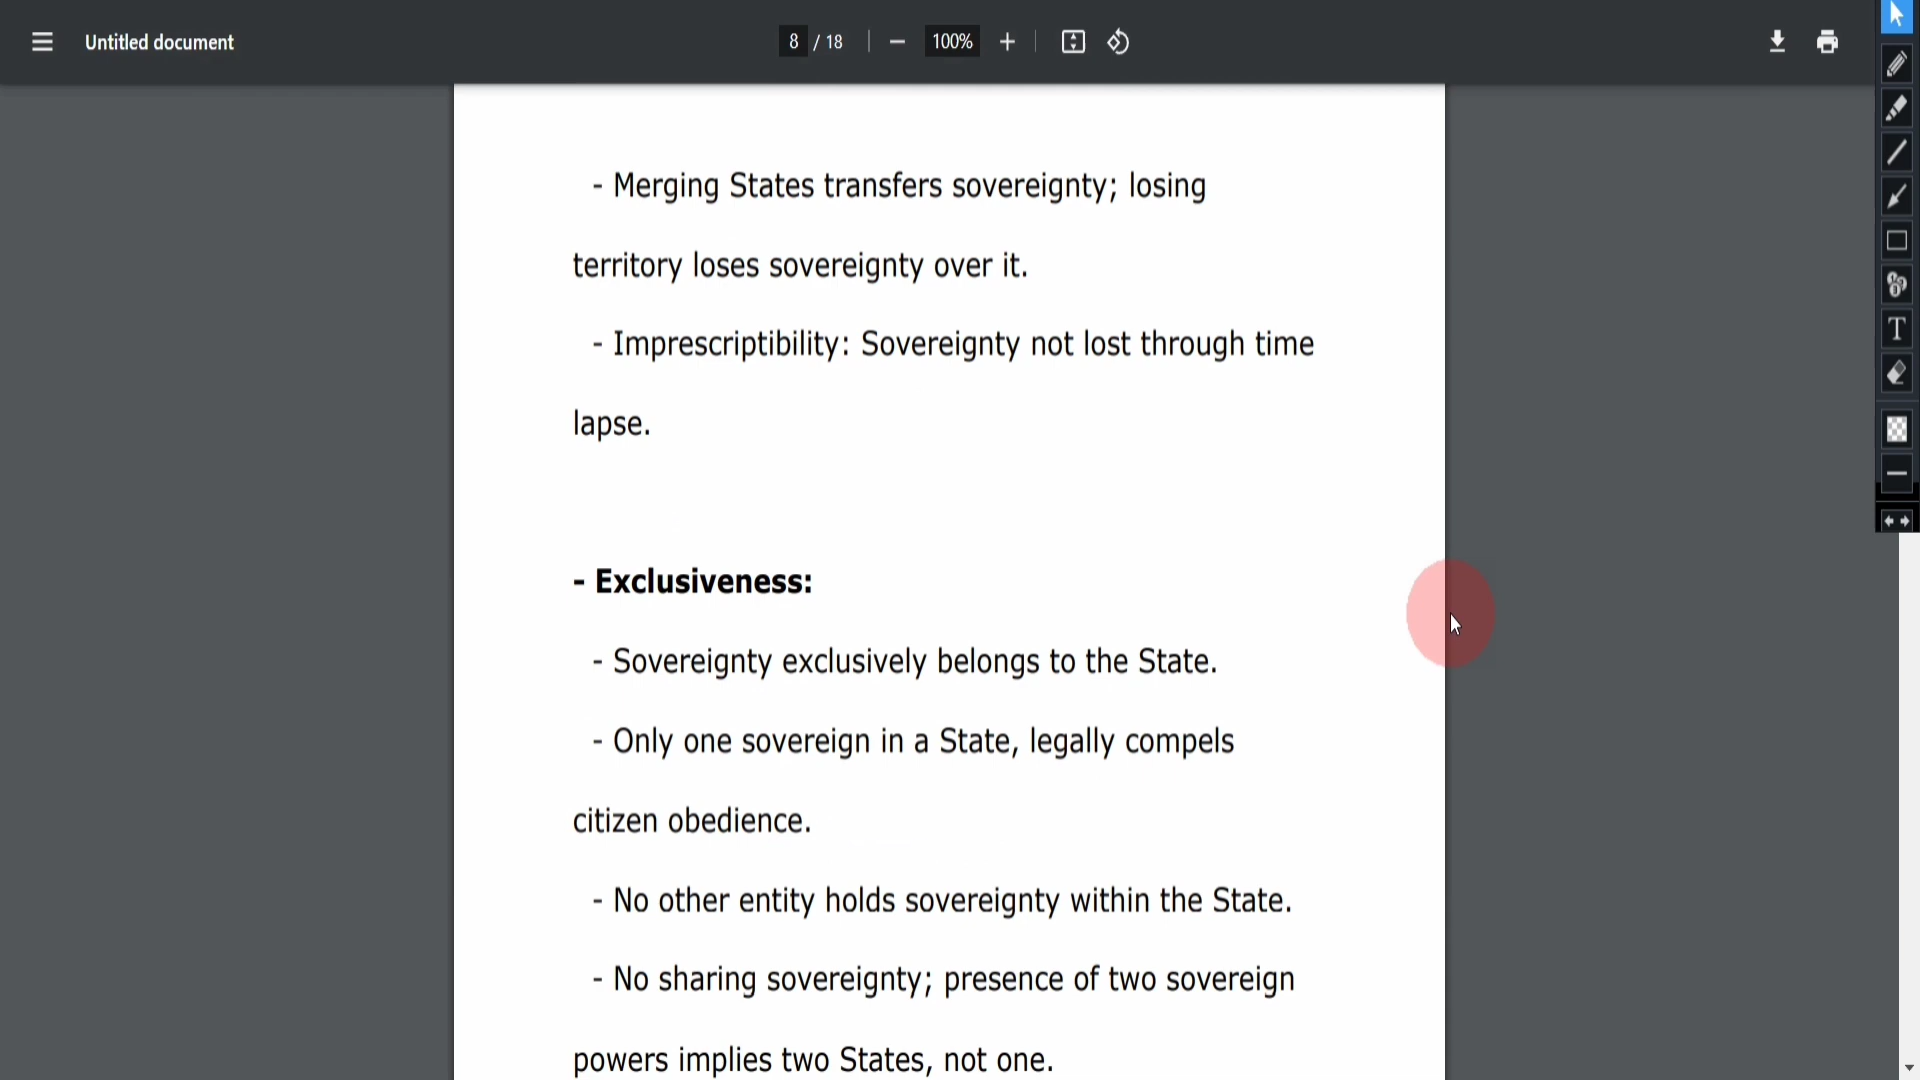 Untitled document
8 / 18
100%
- Merging States transfers sovereignty; losing
territory loses sovereignty over it.
- Imprescriptibility: Sovereignty not lost through time
lapse.
- Exclusiveness:
- Sovereignty exclusively belongs to the State.
- Only one sovereign in a State, legally compels
citizen obedience.
- No other entity holds sovereignty within the State.
- No sharing sovereignty; presence of two sovereign
powers implies two States, not one.
T